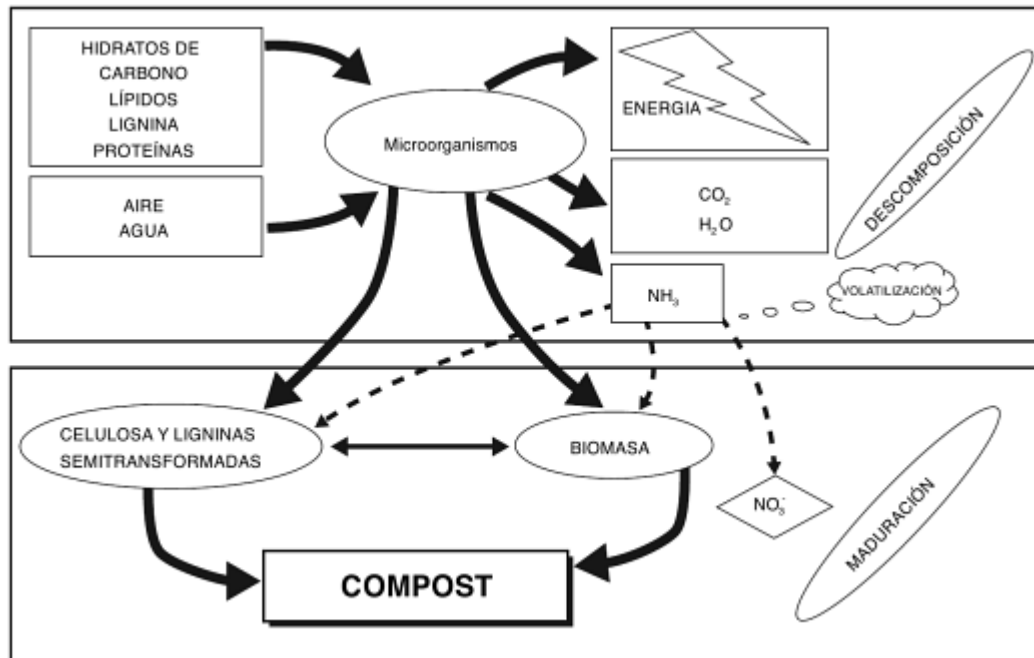 HIDRATOS DE
CARBONO
LÍPIDOS
LIGNINA
PROTEÍNAS
AIRE
AGUA
Microorganismos
ENERGIA
CO₂
H₂O
NH₃
VOLATILIZACIÓN
DESCOMPOSICIÓN
CELULOSA Y LIGNINAS
SEMITRANSFORMADAS
BIOMASA
NO₃⁻
MADURACIÓN
COMPOST